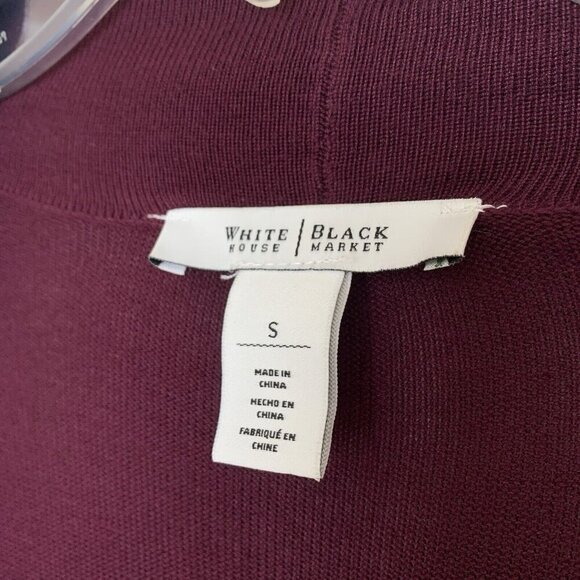 WHITE | BLACK
HOUSE | MARKET
S
MADE IN
CHINA
HECHO EN
CHINA
FABRIQUÉ EN
CHINE